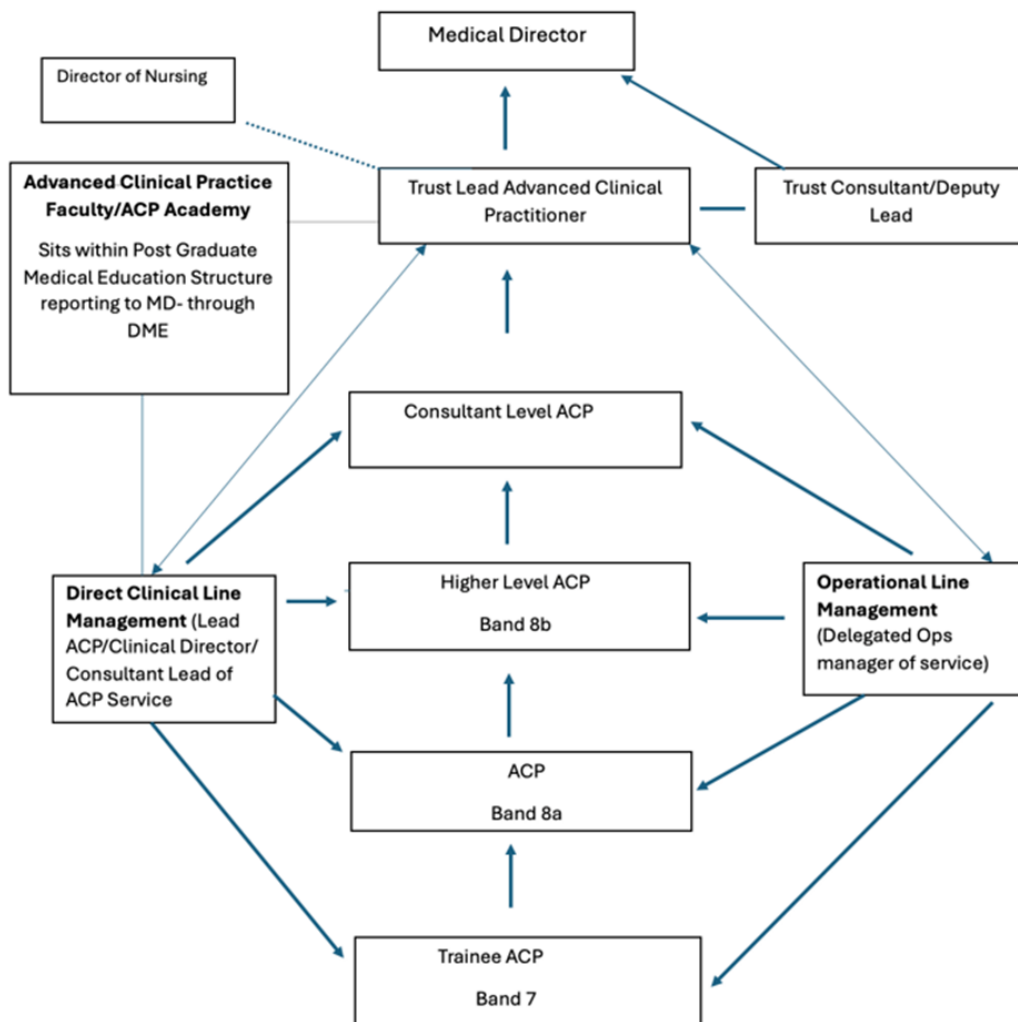 Medical Director
Director of Nursing
Advanced Clinical Practice
Faculty/ACP Academy
Sits within Post Graduate
Medical Education Structure
reporting to MD- through
DME
Trust Lead Advanced Clinical
Practitioner
Trust Consultant/Deputy
Lead
Consultant Level ACP
Direct Clinical Line
Management (Lead
ACP/Clinical Director/
Consultant Lead of
ACP Service
Higher Level ACP
Band 8b
Operational Line
Management
(Delegated Ops
manager of service)
ACP
Band 8a
Trainee ACP
Band 7